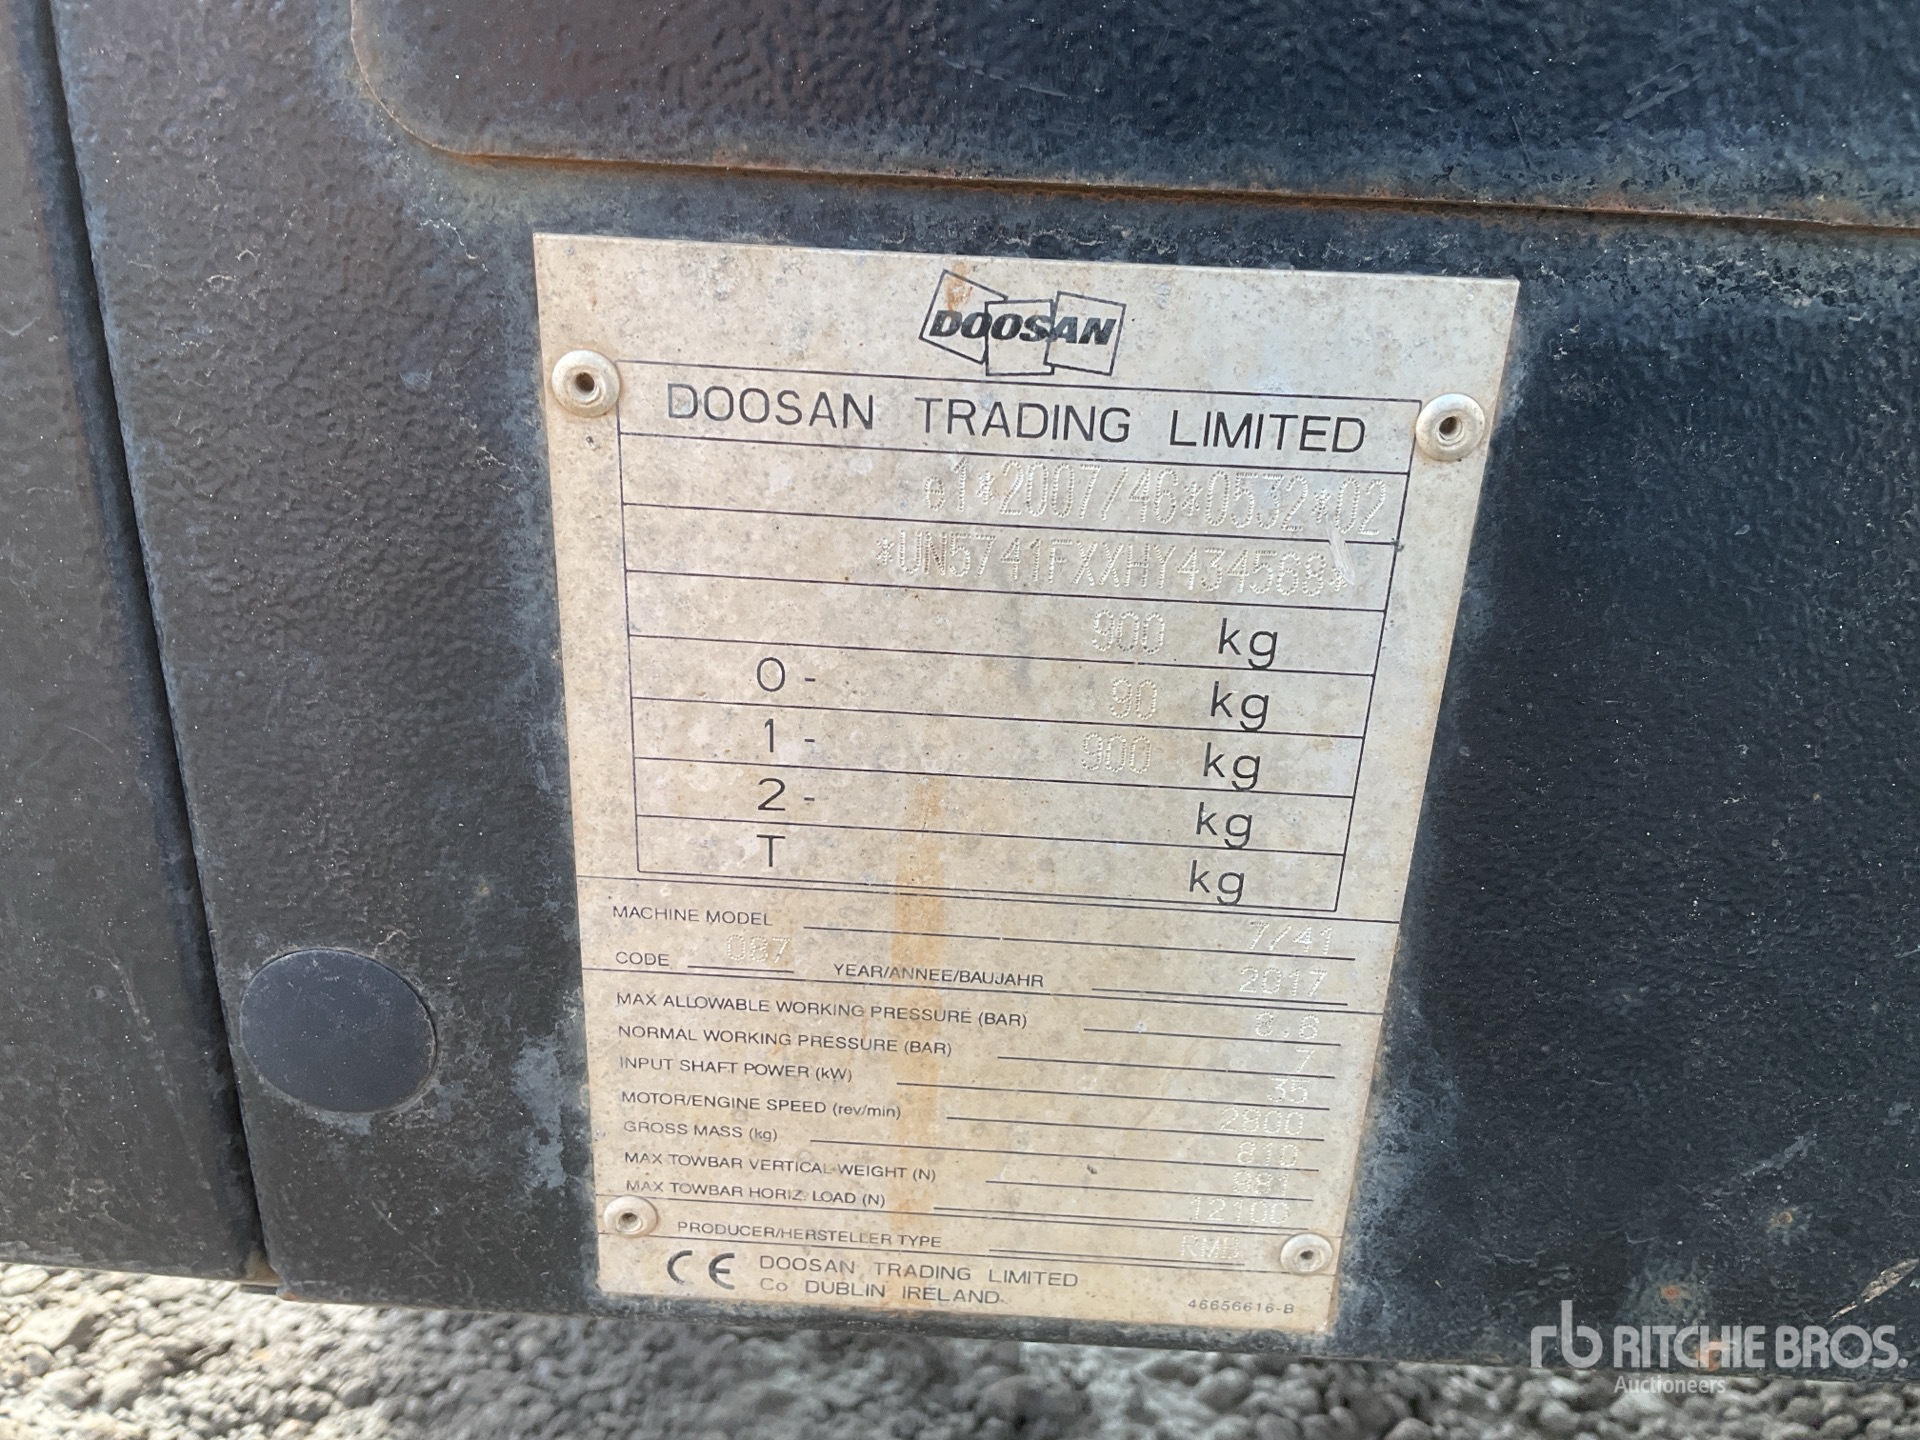 DOOSAN
DOOSAN TRADING LIMITED
e1*2007/46*0532*02
*UN5741FXXHY434568*
900 kg
0 - 90 kg
1 - 900 kg
2 - kg
T kg
MACHINE MODEL 7/41
CODE 087 YEAR/ANNEE/BAUJAHR 2017
MAX ALLOWABLE WORKING PRESSURE (BAR)
NORMAL WORKING PRESSURE (BAR) 7
INPUT SHAFT POWER (kW) 35
MOTOR/ENGINE SPEED (rev/min) 2800
GROSS MASS (kg) 810
MAX TOWBAR VERTICAL WEIGHT (N) 981
MAX TOWBAR HORIZ. LOAD (N) 12100
PRODUCER/HERSTELLER TYPE RMB
CE DOOSAN TRADING LIMITED
Co DUBLIN IRELAND
46656616-B
rb RITCHIE BROS.
Auctioneers